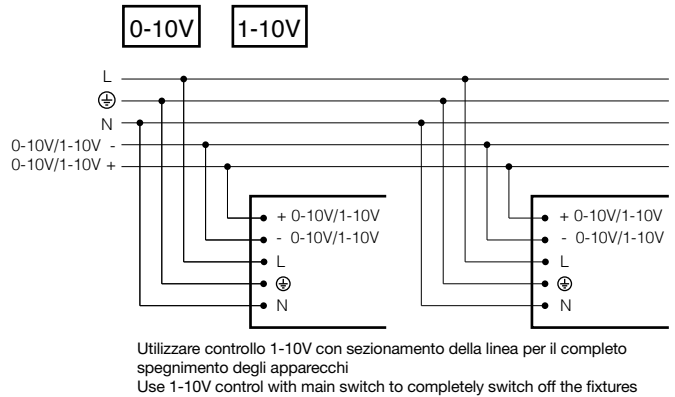 0-10V
1-10V
L
N
0-10V/1-10V -
0-10V/1-10V +
+ 0-10V/1-10V
- 0-10V/1-10V
L
N
+ 0-10V/1-10V
- 0-10V/1-10V
L
N
Utilizzare controllo 1-10V con sezionamento della linea per il completo
spegnimento degli apparecchi
Use 1-10V control with main switch to completely switch off the fixtures